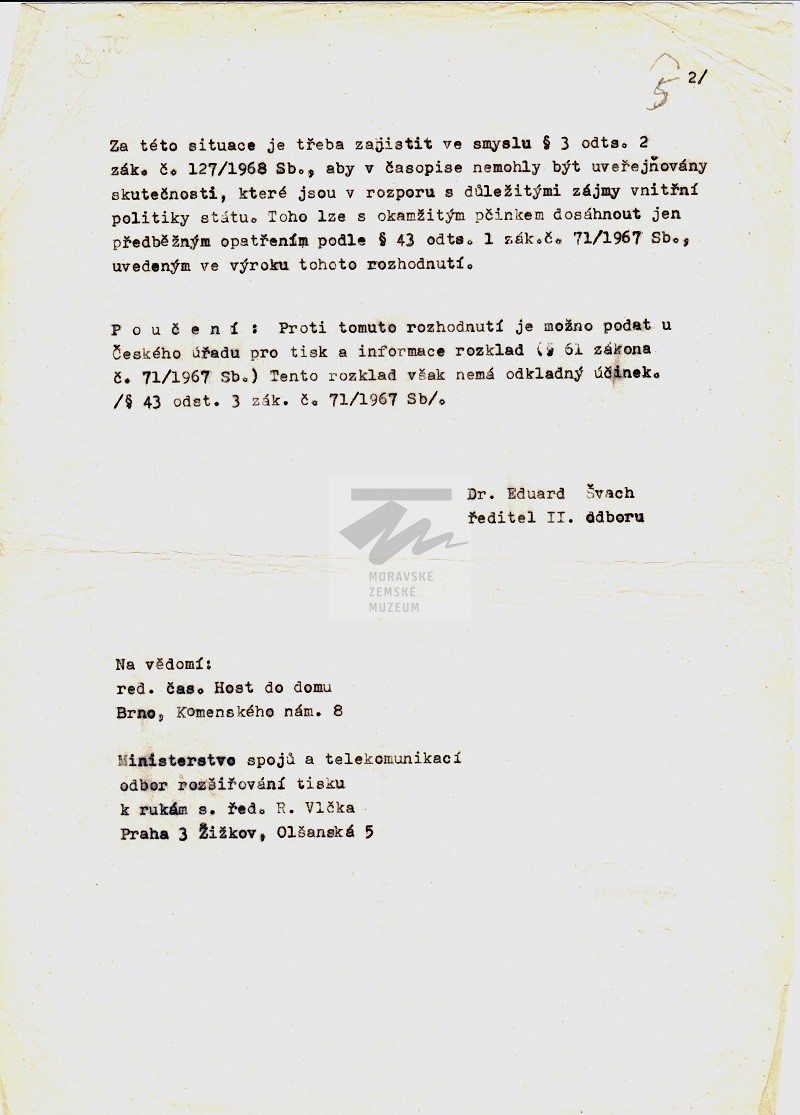 5
2/
Za této situace je třeba zajistit ve smyslu § 3 odts. 2
zák. č. 127/1968 Sb., aby v časopise nemohly být uveřejňovány
skutečnosti, které jsou v rozporu s důležitými zájmy vnitřní
politiky státu. Toho lze s okamžitým pčinkem dosáhnout jen
předběžným opatřením podle § 43 odts. 1 zák.č. 71/1967 Sb.,
uvedeným ve výroku tohoto rozhodnutí.
P o u č e n í : Proti tomuto rozhodnutí je možno podat u
Českého úřadu pro tisk a informace rozklad (§ 61 zákona
č. 71/1967 Sb.) Tento rozklad však nemá odkladný účinek.
/§ 43 odst. 3 zák. č. 71/1967 Sb/.
Dr. Eduard Švach
ředitel II. ddboru
MORAVSKÉ
ZEMSKÉ
MUZEUM
Na vědomí:
red. čas. Host do domu
Brno, Komenského nám. 8
Ministerstvo spojů a telekomunikací
odbor rozšiřování tisku
k rukám s. řed. R. Vlčka
Praha 3 Žižkov, Olšanská 5